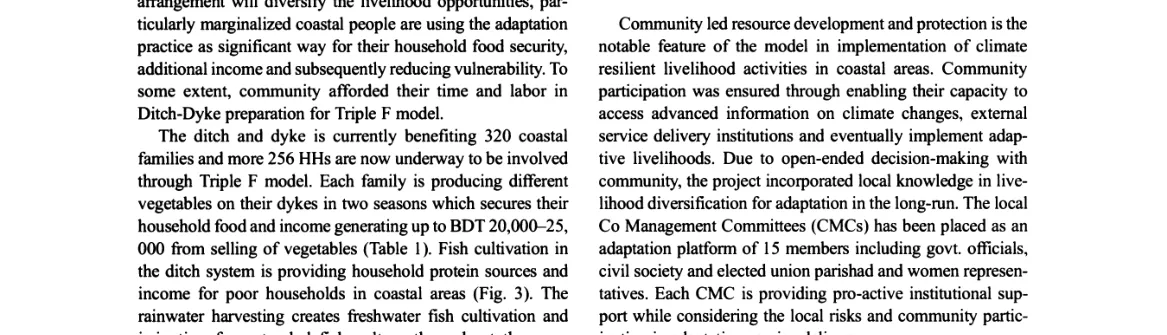 arrangement will diversify the livelihood opportunities, par-
ticularly marginalized coastal people are using the adaptation
practice as significant way for their household food security,
additional income and subsequently reducing vulnerability. To
some extent, community afforded their time and labor in
Ditch-Dyke preparation for Triple F model.
The ditch and dyke is currently benefiting 320 coastal
families and more 256 HHs are now underway to be involved
through Triple F model. Each family is producing different
vegetables on their dykes in two seasons which secures their
household food and income generating up to BDT 20,000–25,
000 from selling of vegetables (Table 1). Fish cultivation in
the ditch system is providing household protein sources and
income for poor households in coastal areas (Fig. 3). The
rainwater harvesting creates freshwater fish cultivation and
Community led resource development and protection is the
notable feature of the model in implementation of climate
resilient livelihood activities in coastal areas. Community
participation was ensured through enabling their capacity to
access advanced information on climate changes, external
service delivery institutions and eventually implement adap-
tive livelihoods. Due to open-ended decision-making with
community, the project incorporated local knowledge in live-
lihood diversification for adaptation in the long-run. The local
Co Management Committees (CMCs) has been placed as an
adaptation platform of 15 members including govt. officials,
civil society and elected union parishad and women represen-
tatives. Each CMC is providing pro-active institutional sup-
port while considering the local risks and community partic-